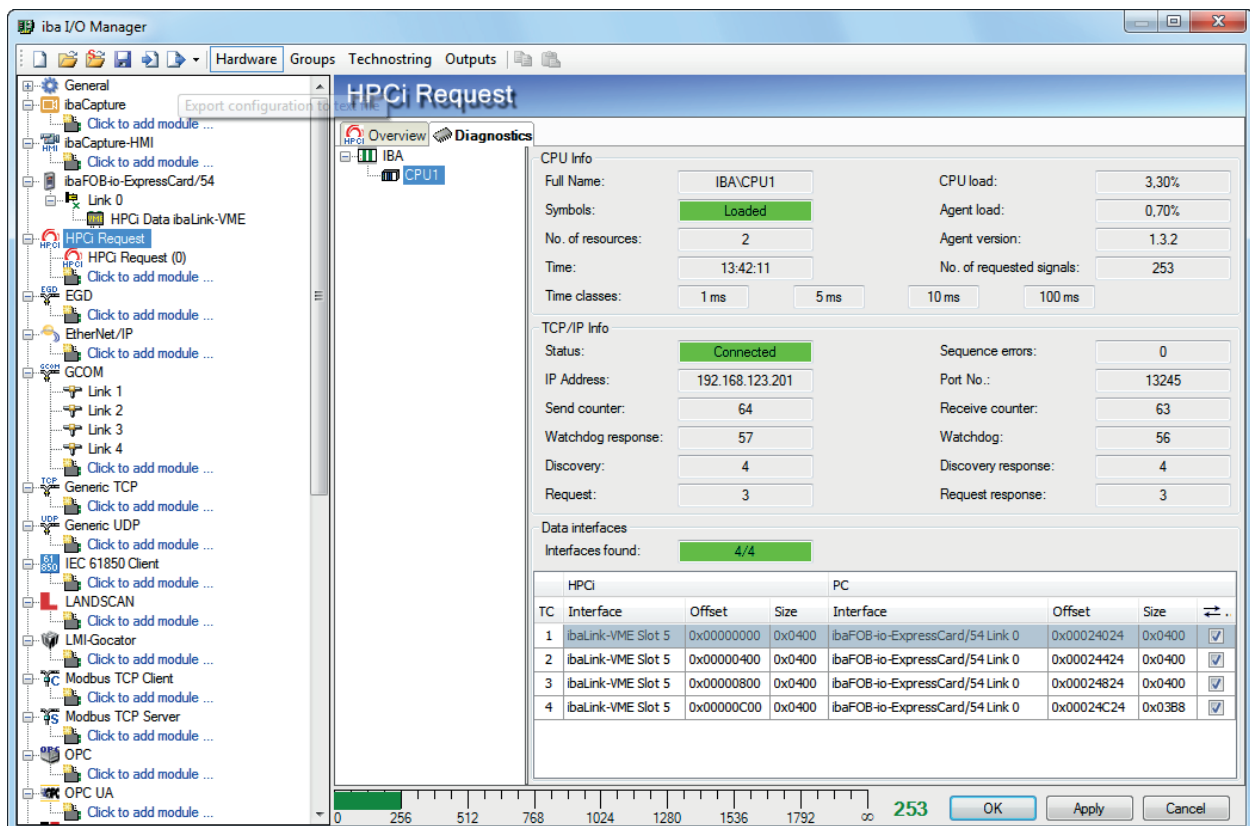 iba I/O Manager
Hardware Groups Technostring Outputs
General
ibaCapture
Click to add module ...
ibaCapture-HMI
Click to add module ...
ibaFOB-io-ExpressCard/54
Link 0
HPCi Data ibaLink-VME
HPCi Request
HPCi Request (0)
Click to add module ...
EGD
Click to add module ...
EtherNet/IP
Click to add module ...
GCOM
Link 1
Link 2
Link 3
Link 4
Click to add module ...
Generic TCP
Click to add module ...
Generic UDP
Click to add module ...
IEC 61850 Client
Click to add module ...
LANDSCAN
Click to add module ...
LMI-Gocator
Click to add module ...
Modbus TCP Client
Click to add module ...
Modbus TCP Server
Click to add module ...
OPC
Click to add module ...
OPC UA
Click to add module ...
Export configuration to text file
HPCi Request
Overview Diagnostics
IBA
CPU1
CPU Info
Full Name: IBA\CPU1 CPU load: 3,30%
Symbols: Loaded Agent load: 0,70%
No. of resources: 2 Agent version: 1.3.2
Time: 13:42:11 No. of requested signals: 253
Time classes: 1 ms 5 ms 10 ms 100 ms
TCP/IP Info
Status: Connected Sequence errors: 0
IP Address: 192.168.123.201 Port No.: 13245
Send counter: 64 Receive counter: 63
Watchdog response: 57 Watchdog: 56
Discovery: 4 Discovery response: 4
Request: 3 Request response: 3
Data interfaces
Interfaces found: 4/4
HPCi PC
TC Interface Offset Size Interface Offset Size ⇄ .
1 ibaLink-VME Slot 5 0x00000000 0x0400 ibaFOB-io-ExpressCard/54 Link 0 0x00024024 0x0400
2 ibaLink-VME Slot 5 0x00000400 0x0400 ibaFOB-io-ExpressCard/54 Link 0 0x00024424 0x0400
3 ibaLink-VME Slot 5 0x00000800 0x0400 ibaFOB-io-ExpressCard/54 Link 0 0x00024824 0x0400
4 ibaLink-VME Slot 5 0x00000C00 0x0400 ibaFOB-io-ExpressCard/54 Link 0 0x00024C24 0x03B8
0 256 512 768 1024 1280 1536 1792 ∞ 253 OK Apply Cancel